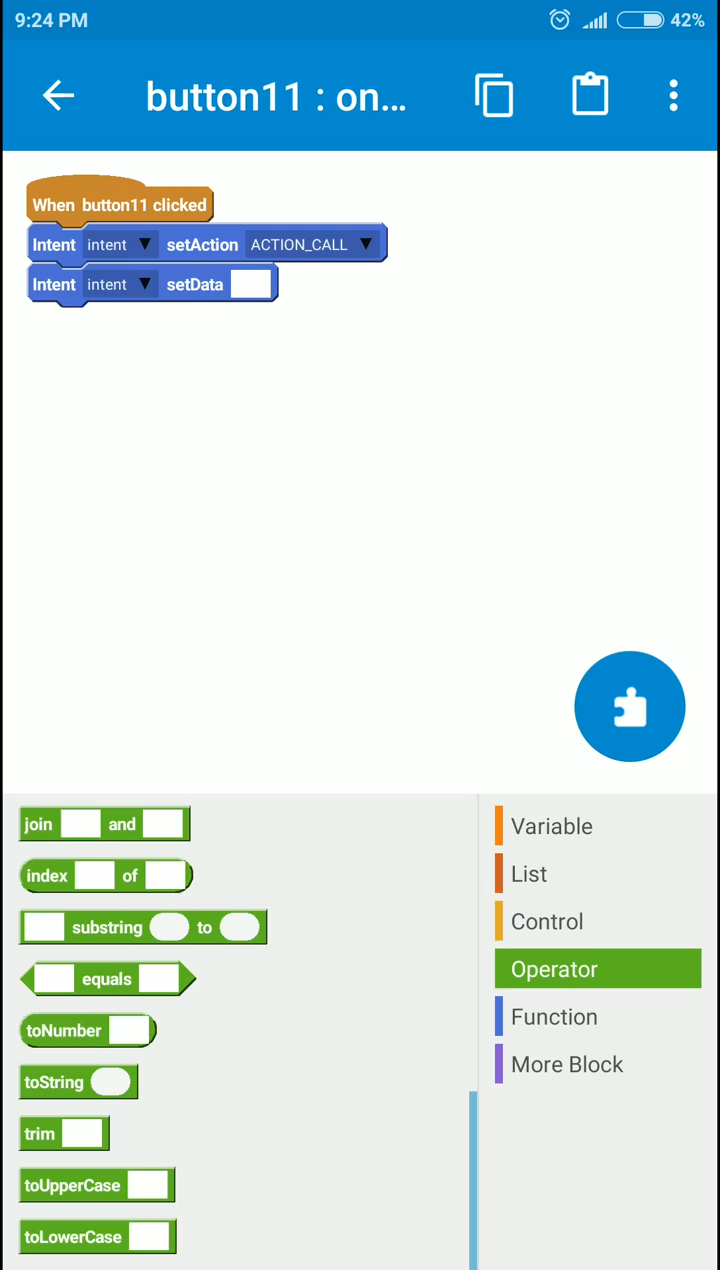 9:24 PM 42%
button11 : on...
When button11 clicked
Intent intent setAction ACTION_CALL
Intent intent setData
join and
index of
substring to
equals
toNumber
toString
trim
toUpperCase
toLowerCase
Variable
List
Control
Operator
Function
More Block